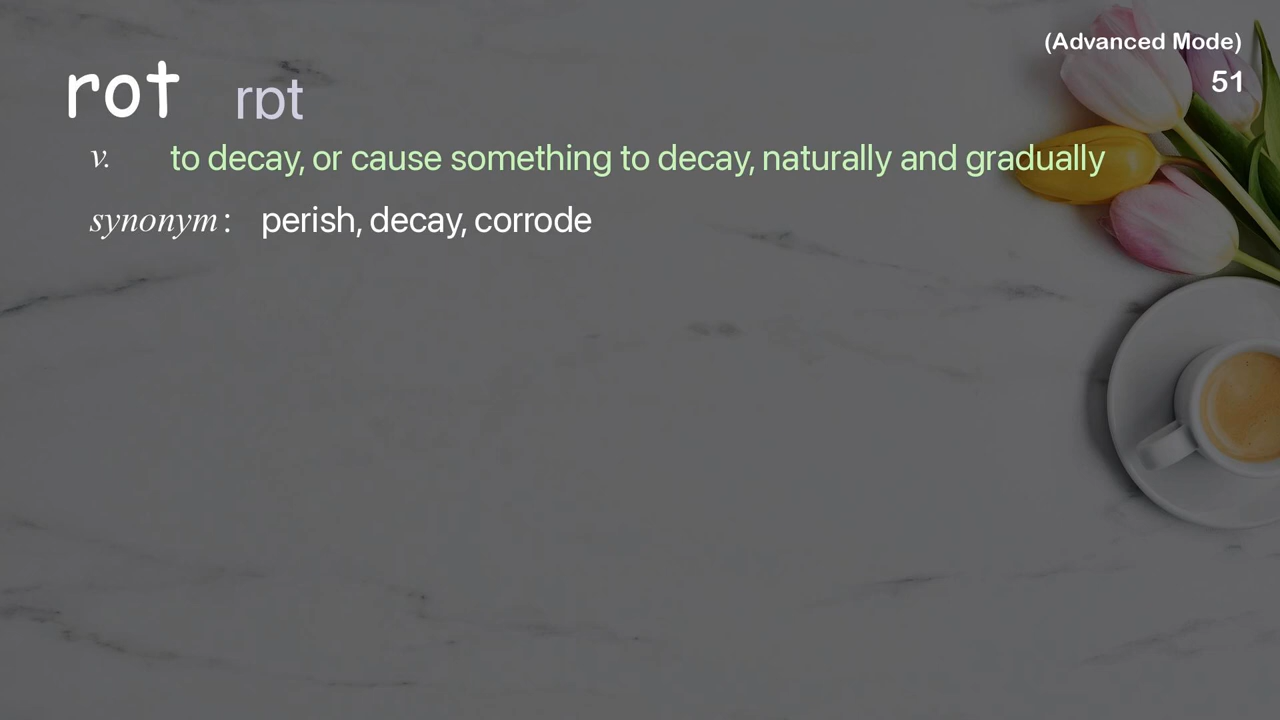 (Advanced Mode)
51
rot rɒt
v. to decay, or cause something to decay, naturally and gradually
synonym : perish, decay, corrode